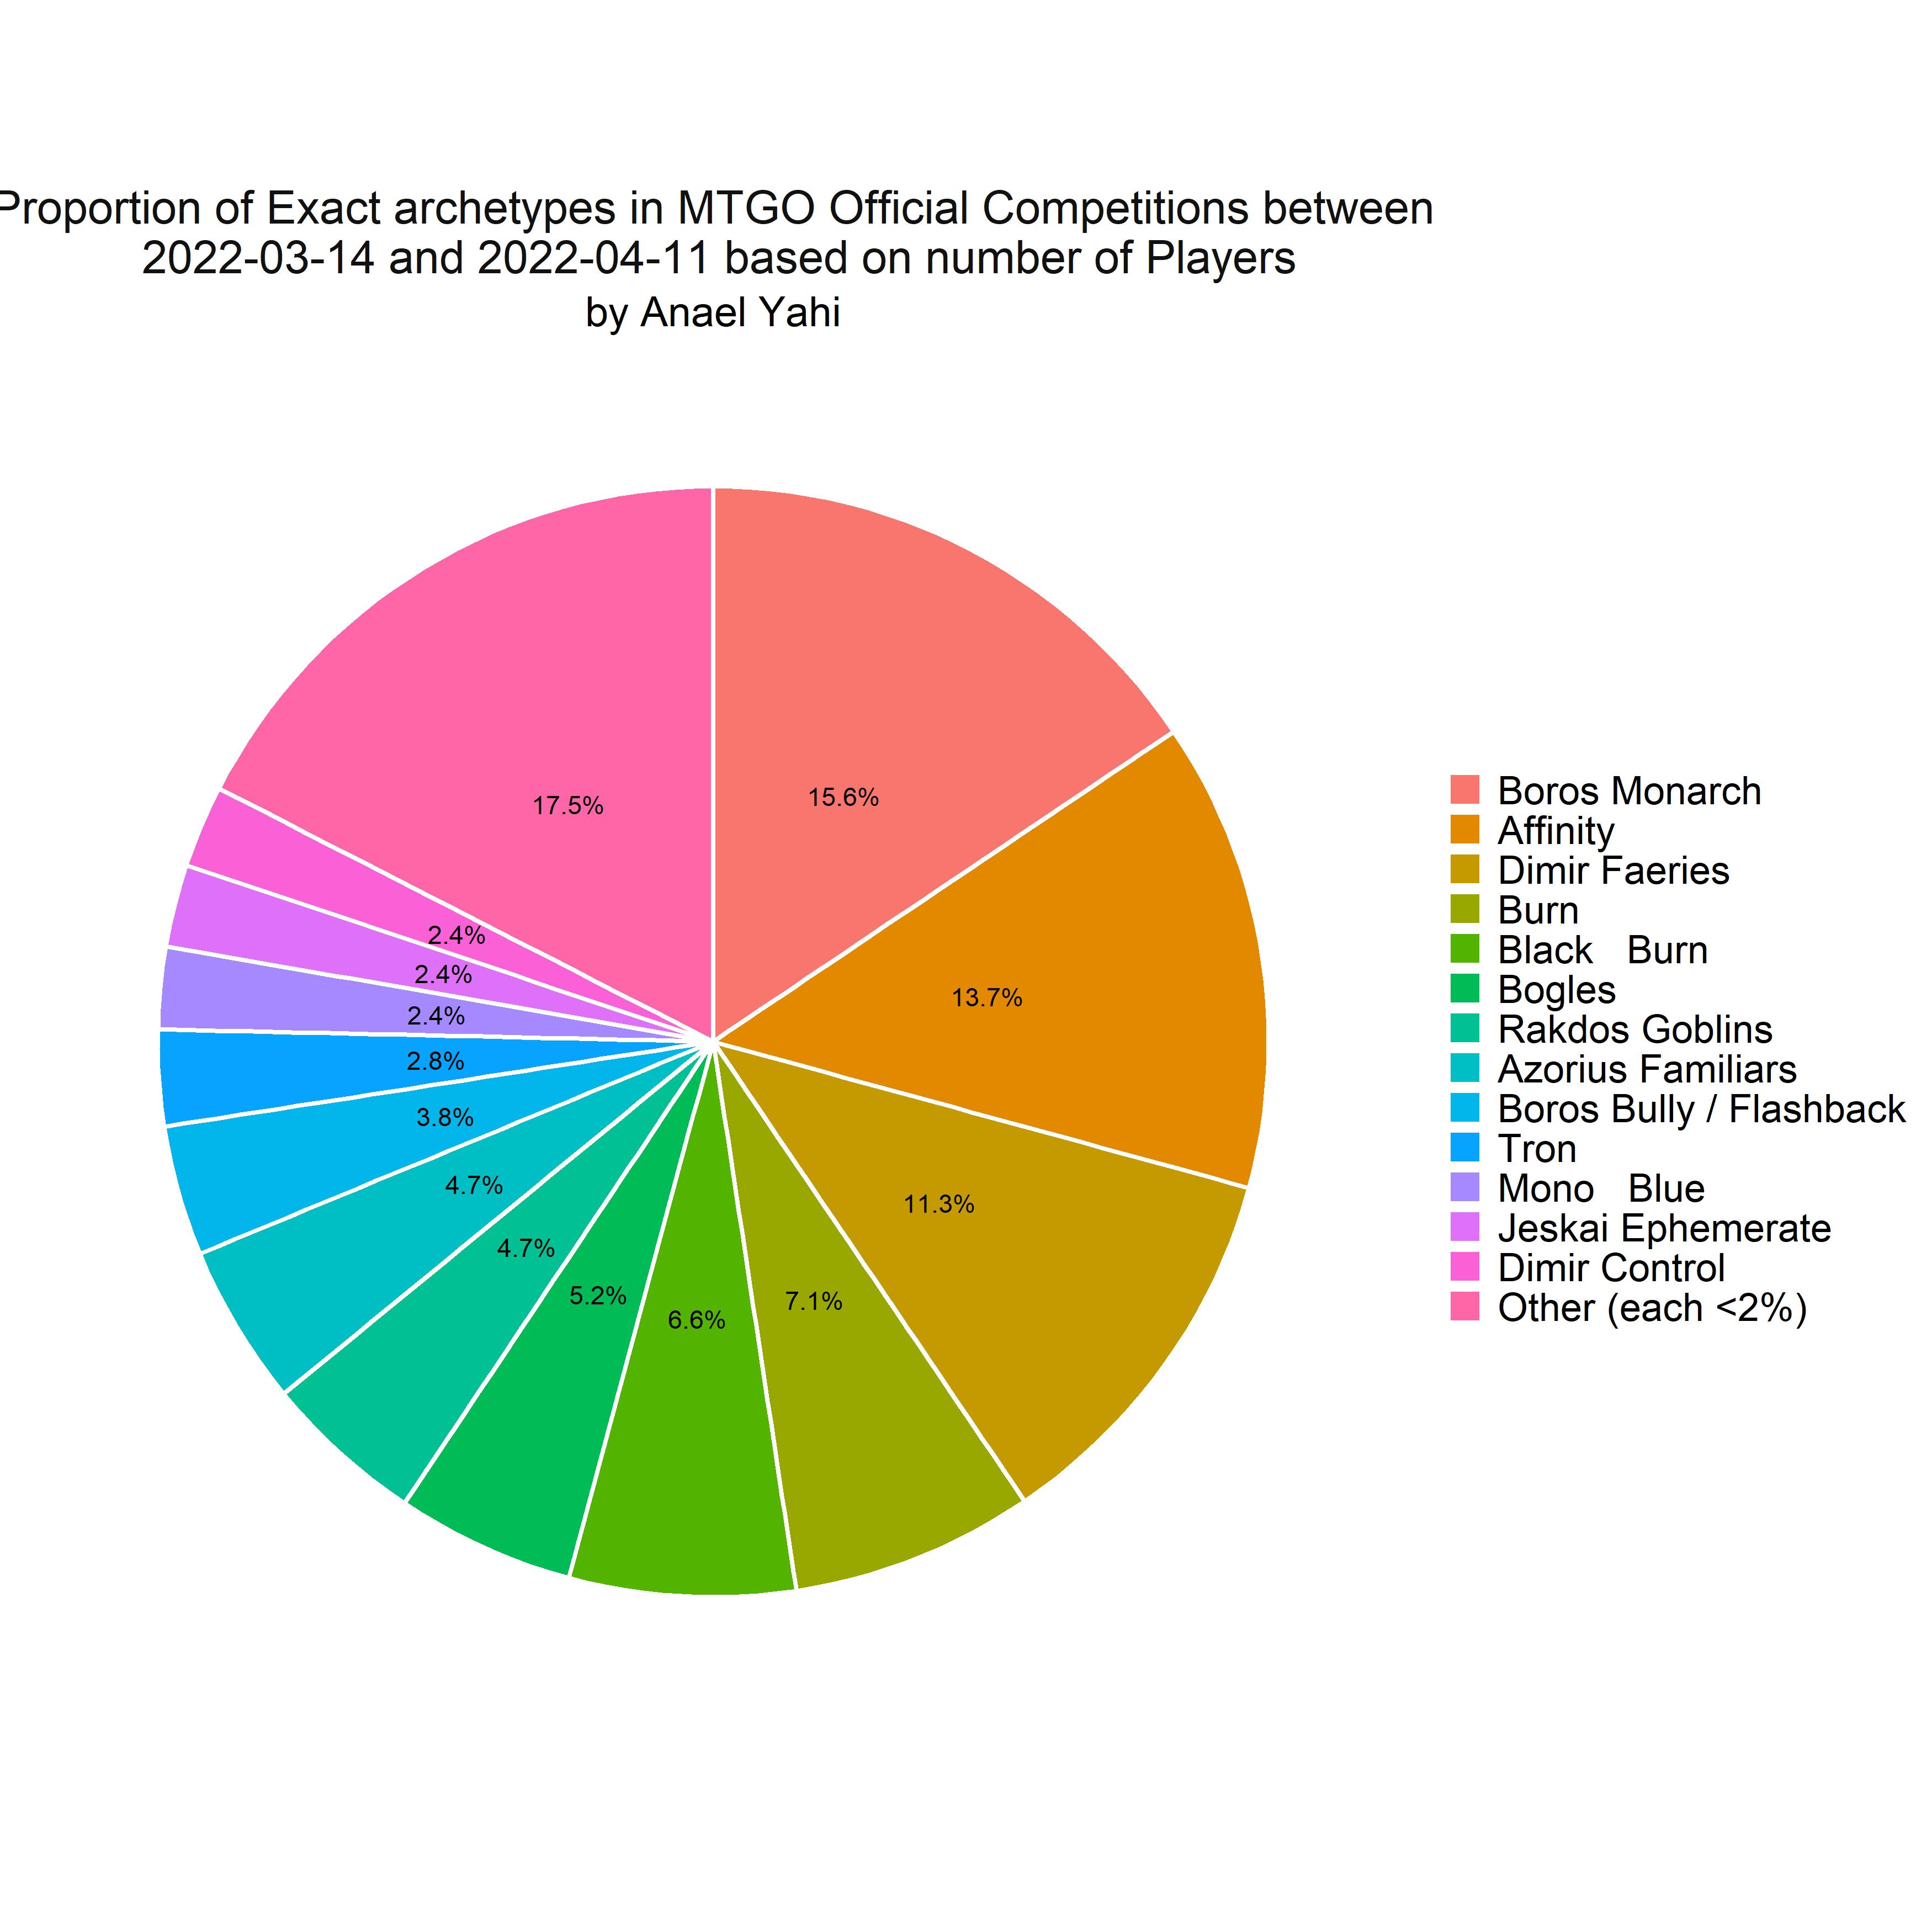 Proportion of Exact archetypes in MTGO Official Competitions between
2022-03-14 and 2022-04-11 based on number of Players
by Anael Yahi
17.5%
15.6%
13.7%
11.3%
7.1%
6.6%
5.2%
4.7%
4.7%
3.8%
2.8%
2.4%
2.4%
2.4%
Boros Monarch
Affinity
Dimir Faeries
Burn
Black Burn
Bogles
Rakdos Goblins
Azorius Familiars
Boros Bully / Flashback
Tron
Mono Blue
Jeskai Ephemerate
Dimir Control
Other (each <2%)